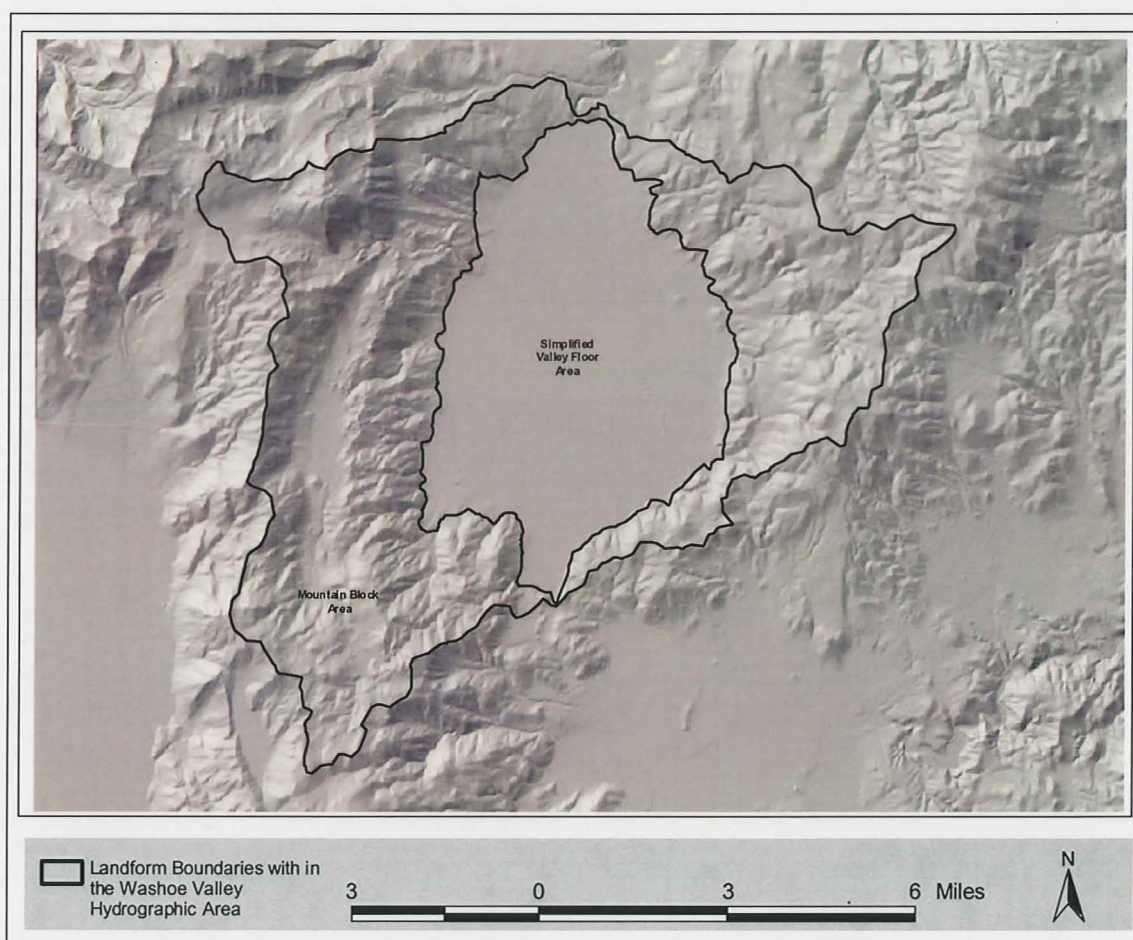 Simplified
Valley Floor
Area
Mountain Block
Area
Landform Boundaries with in
the Washoe Valley
Hydrographic Area
3 0 3 6 Miles
N